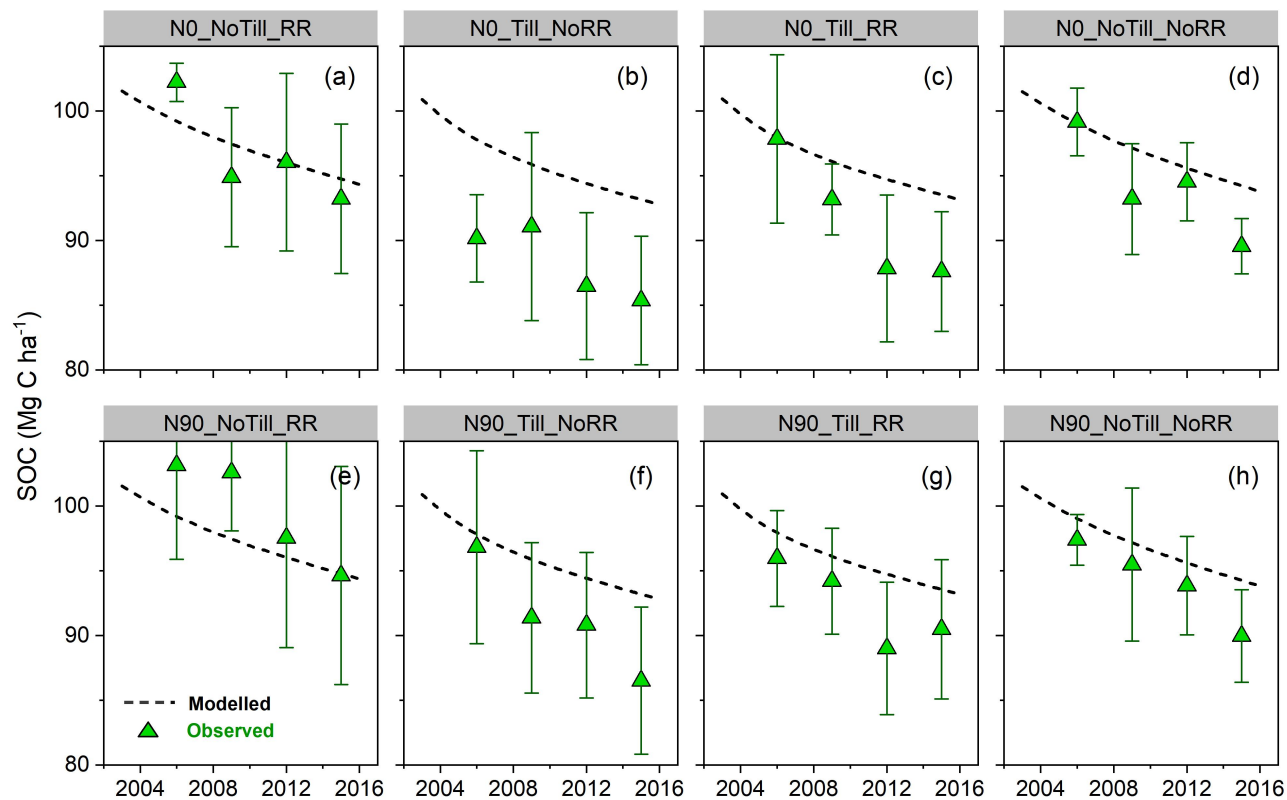 N0_NoTill_RR N0_Till_NoRR N0_Till_RR N0_NoTill_NoRR
(a) (b) (c) (d)
100
90
80
SOC (Mg C ha⁻¹)
N90_NoTill_RR N90_Till_NoRR N90_Till_RR N90_NoTill_NoRR
(e) (f) (g) (h)
100
90
Modelled
Observed
80
2004 2008 2012 2016 2004 2008 2012 2016 2004 2008 2012 2016 2004 2008 2012 2016